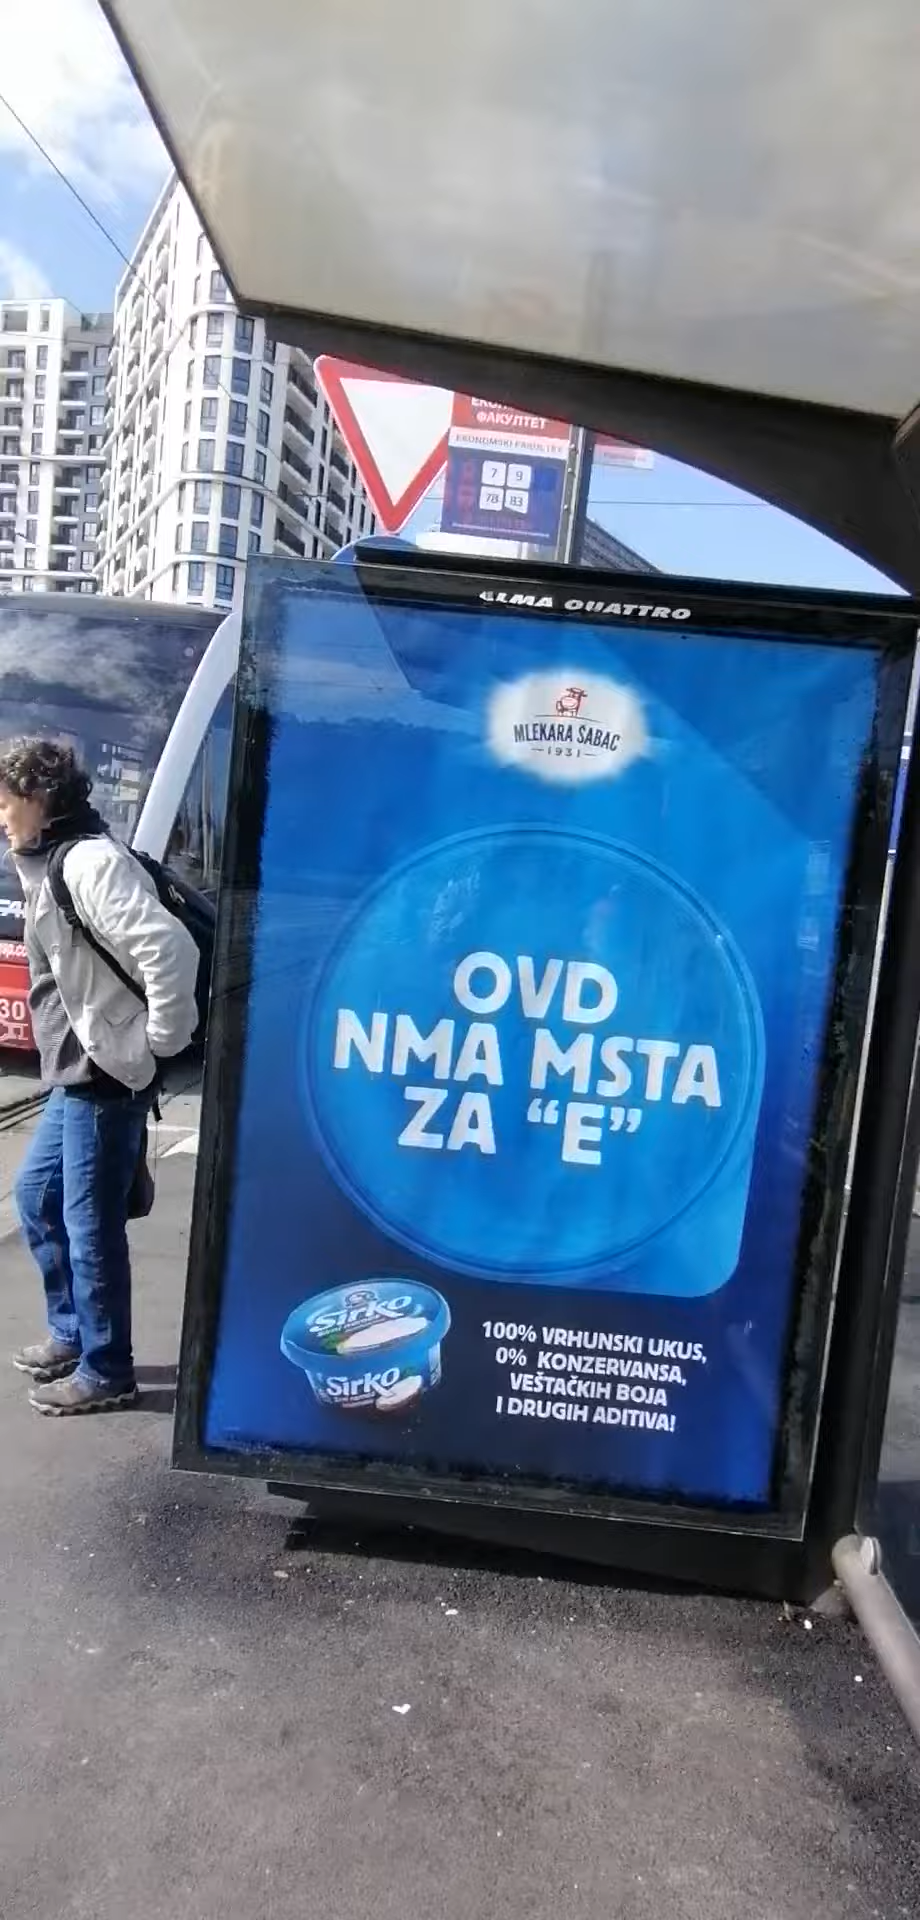 ФАКУЛТЕТ
EKONOMSKI FAKULTET
7 9
78 83
ALMA QUATTRO
MLEKARA ŠABAC
1931
OVD
NMA MSTA
ZA “E”
Sirko
Sirko
100% VRHUNSKI UKUS,
0% KONZERVANSA,
VEŠTAČKIH BOJA
I DRUGIH ADITIVA!
30